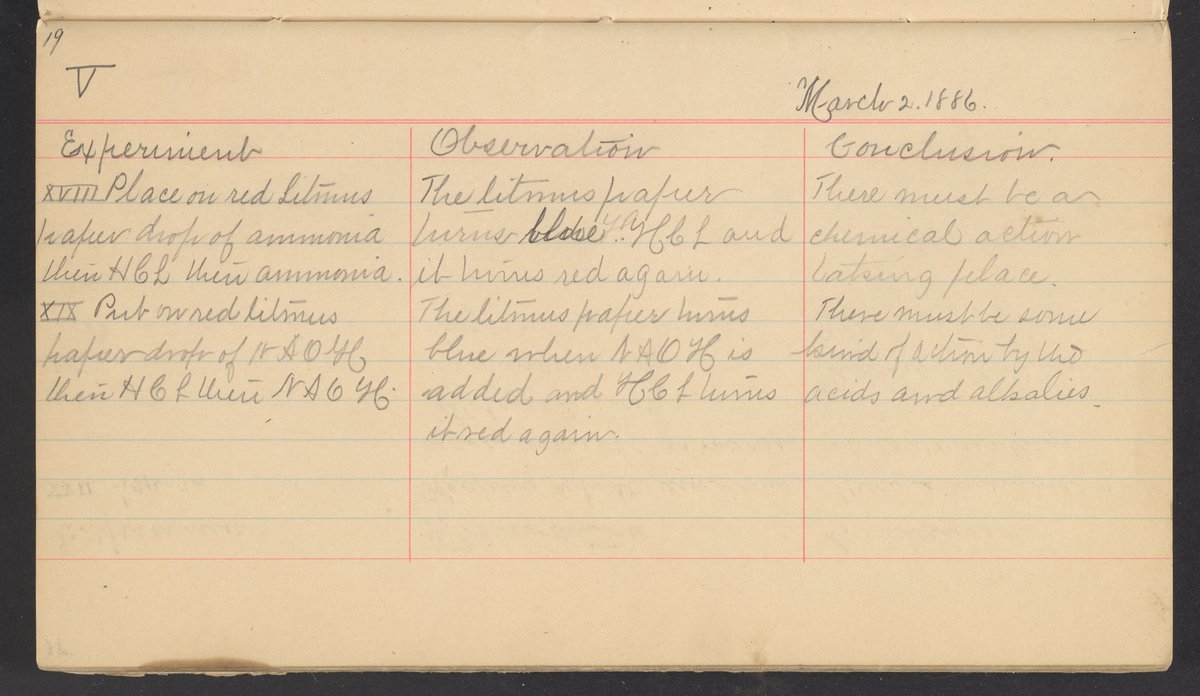 19
V
March 2. 1886.
Experiment
XVIII Place on red Litmus
paper drop of ammonia
then HCL then ammonia.
XIX Put on red litmus
paper drop of NAOH
then HCL then NAOH.
Observation
The litmus paper
turns blue HCL and
it turns red again.
The litmus paper turns
blue when NAOH is
added and HCL turns
it red again.
Conclusion.
There must be a
chemical action
taking place.
There must be some
kind of action by the
acids and alkalies.